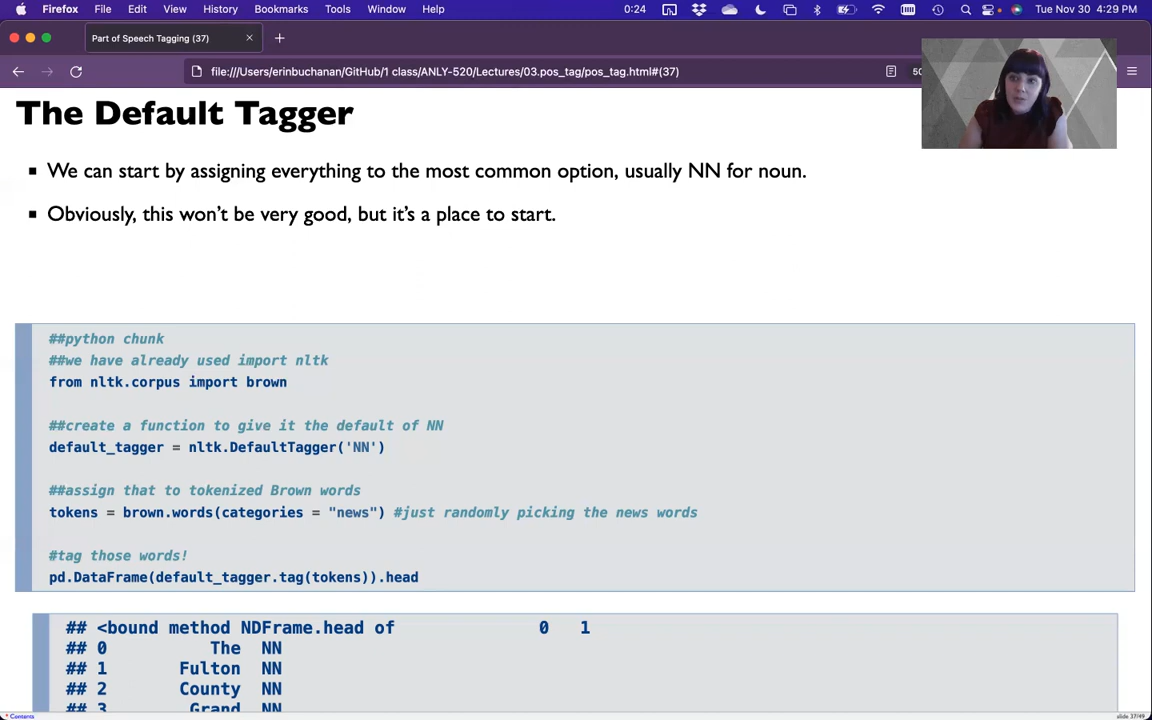 Firefox File Edit View History Bookmarks Tools Window Help 0:24 Tue Nov 30 4:29 PM
Part of Speech Tagging (37)
file:///Users/erinbuchanan/GitHub/1 class/ANLY-520/Lectures/03.pos_tag/pos_tag.html#(37)
The Default Tagger
▪ We can start by assigning everything to the most common option, usually NN for noun.
▪ Obviously, this won’t be very good, but it’s a place to start.
##python chunk
##we have already used import nltk
from nltk.corpus import brown
##create a function to give it the default of NN
default_tagger = nltk.DefaultTagger('NN')
##assign that to tokenized Brown words
tokens = brown.words(categories = "news") #just randomly picking the news words
#tag those words!
pd.DataFrame(default_tagger.tag(tokens)).head
## <bound method NDFrame.head of 0 1
## 0 The NN
## 1 Fulton NN
## 2 County NN
## 3 Grand NN
Contents
slide 37/49